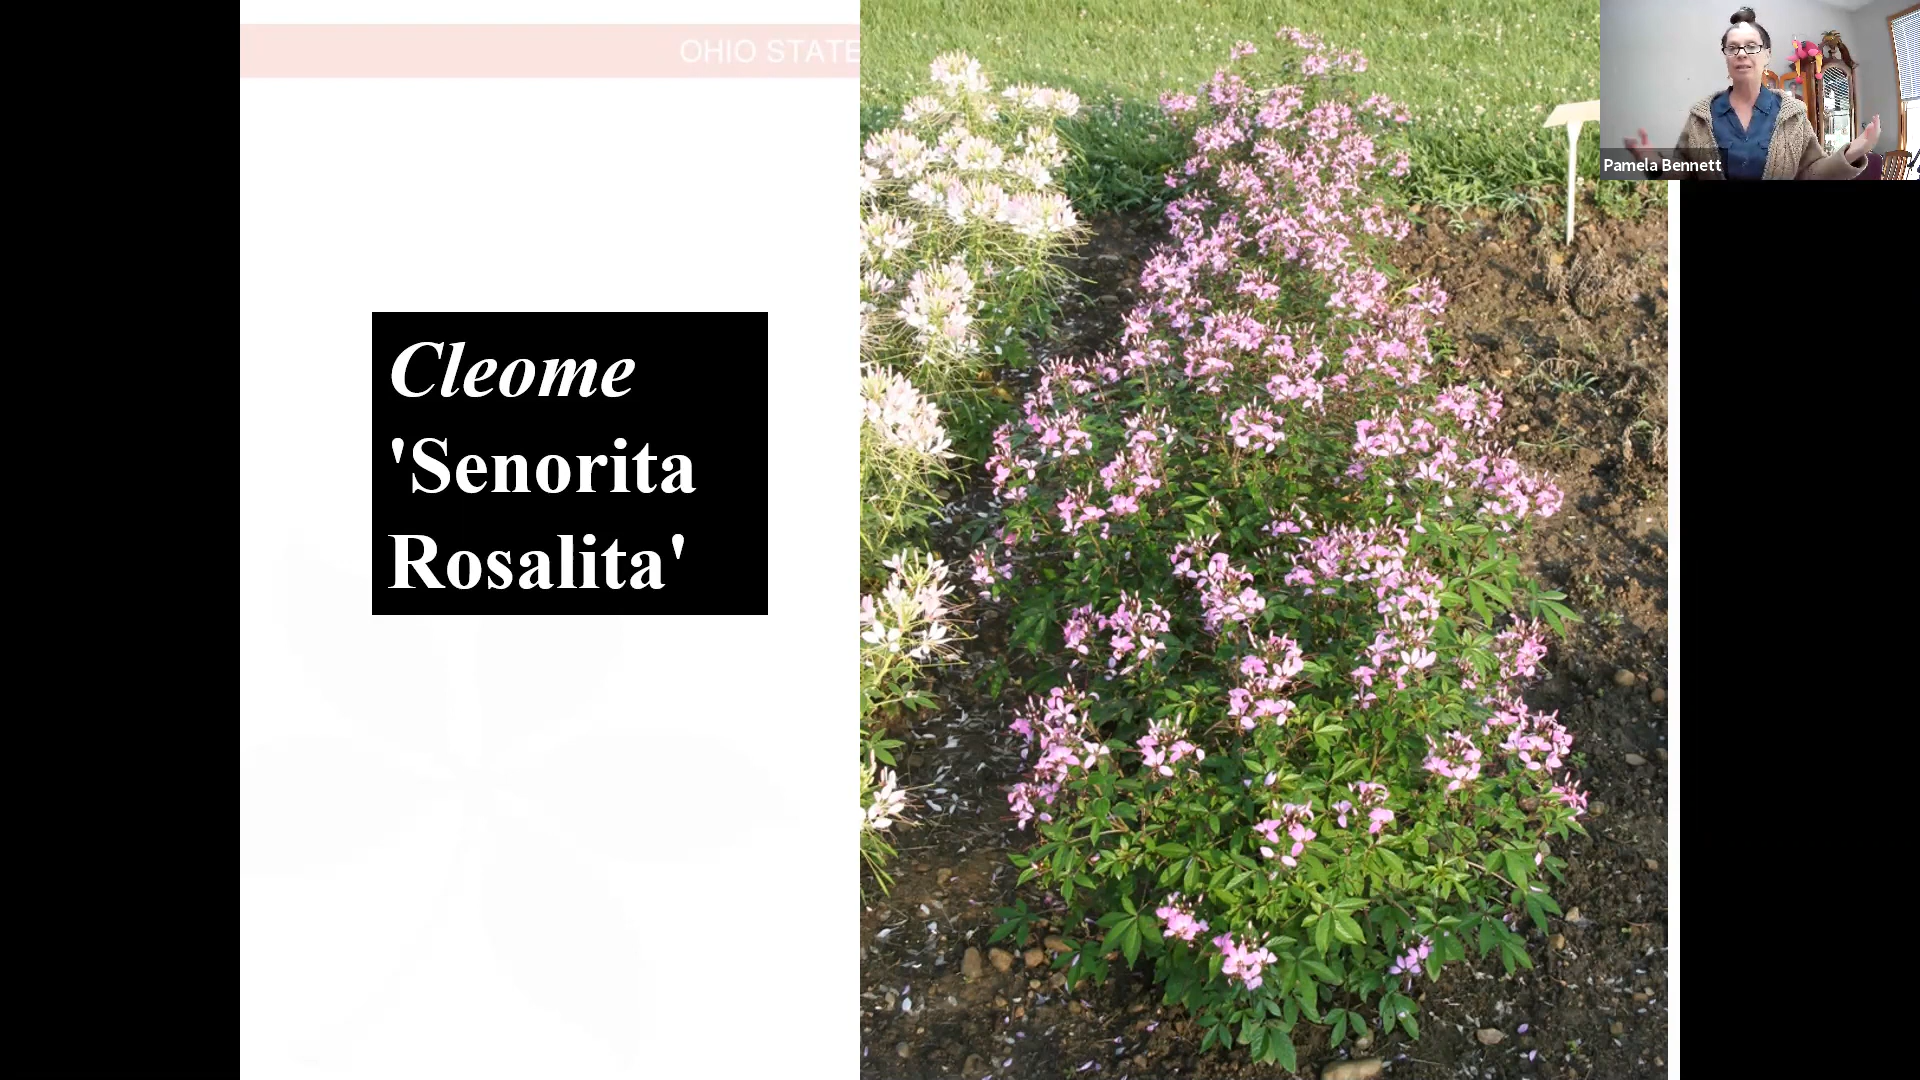 OHIO STATE
Pamela Bennett
Cleome
'Senorita
Rosalita'